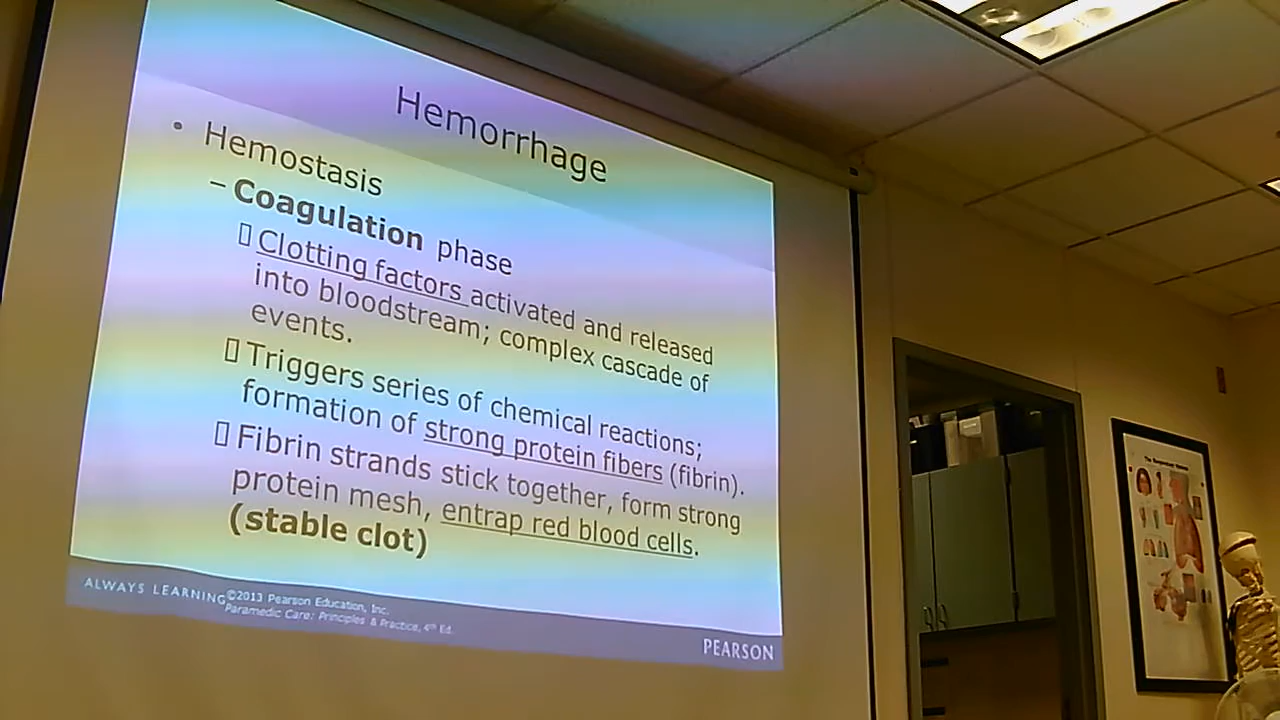 Hemorrhage
• Hemostasis
– Coagulation phase
Clotting factors activated and released
into bloodstream; complex cascade of
events.
Triggers series of chemical reactions;
formation of strong protein fibers (fibrin).
Fibrin strands stick together, form strong
protein mesh, entrap red blood cells.
(stable clot)
ALWAYS LEARNING
©2013 Pearson Education, Inc.
Paramedic Care: Principles & Practice, 4th Ed.
PEARSON